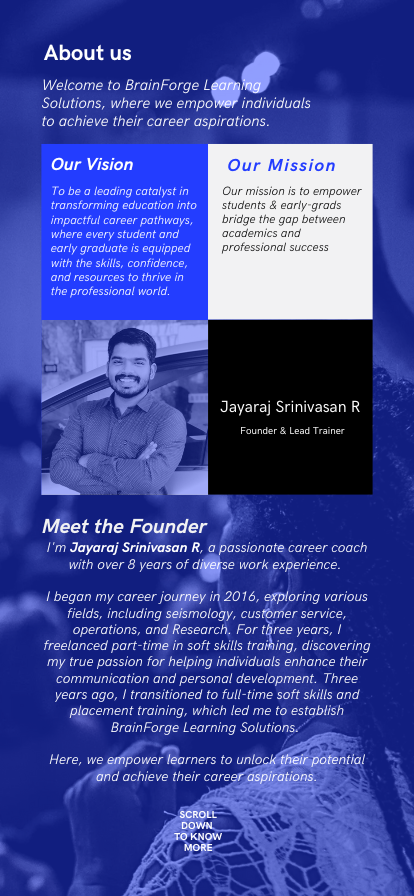 About us
Welcome to BrainForge Learning
Solutions, where we empower individuals
to achieve their career aspirations.
Our Vision
To be a leading catalyst in
transforming education into
impactful career pathways,
where every student and
early graduate is equipped
with the skills, confidence,
and resources to thrive in
the professional world.
Our Mission
Our mission is to empower
students & early-grads
bridge the gap between
academics and
professional success
Jayaraj Srinivasan R
Founder & Lead Trainer
Meet the Founder
I'm Jayaraj Srinivasan R, a passionate career coach
with over 8 years of diverse work experience.
I began my career journey in 2016, exploring various
fields, including seismology, customer service,
operations, and Research. For three years, I
freelanced part-time in soft skills training, discovering
my true passion for helping individuals enhance their
communication and personal development. Three
years ago, I transitioned to full-time soft skills and
placement training, which led me to establish
BrainForge Learning Solutions.
Here, we empower learners to unlock their potential
and achieve their career aspirations.
SCROLL
DOWN
TO KNOW
MORE